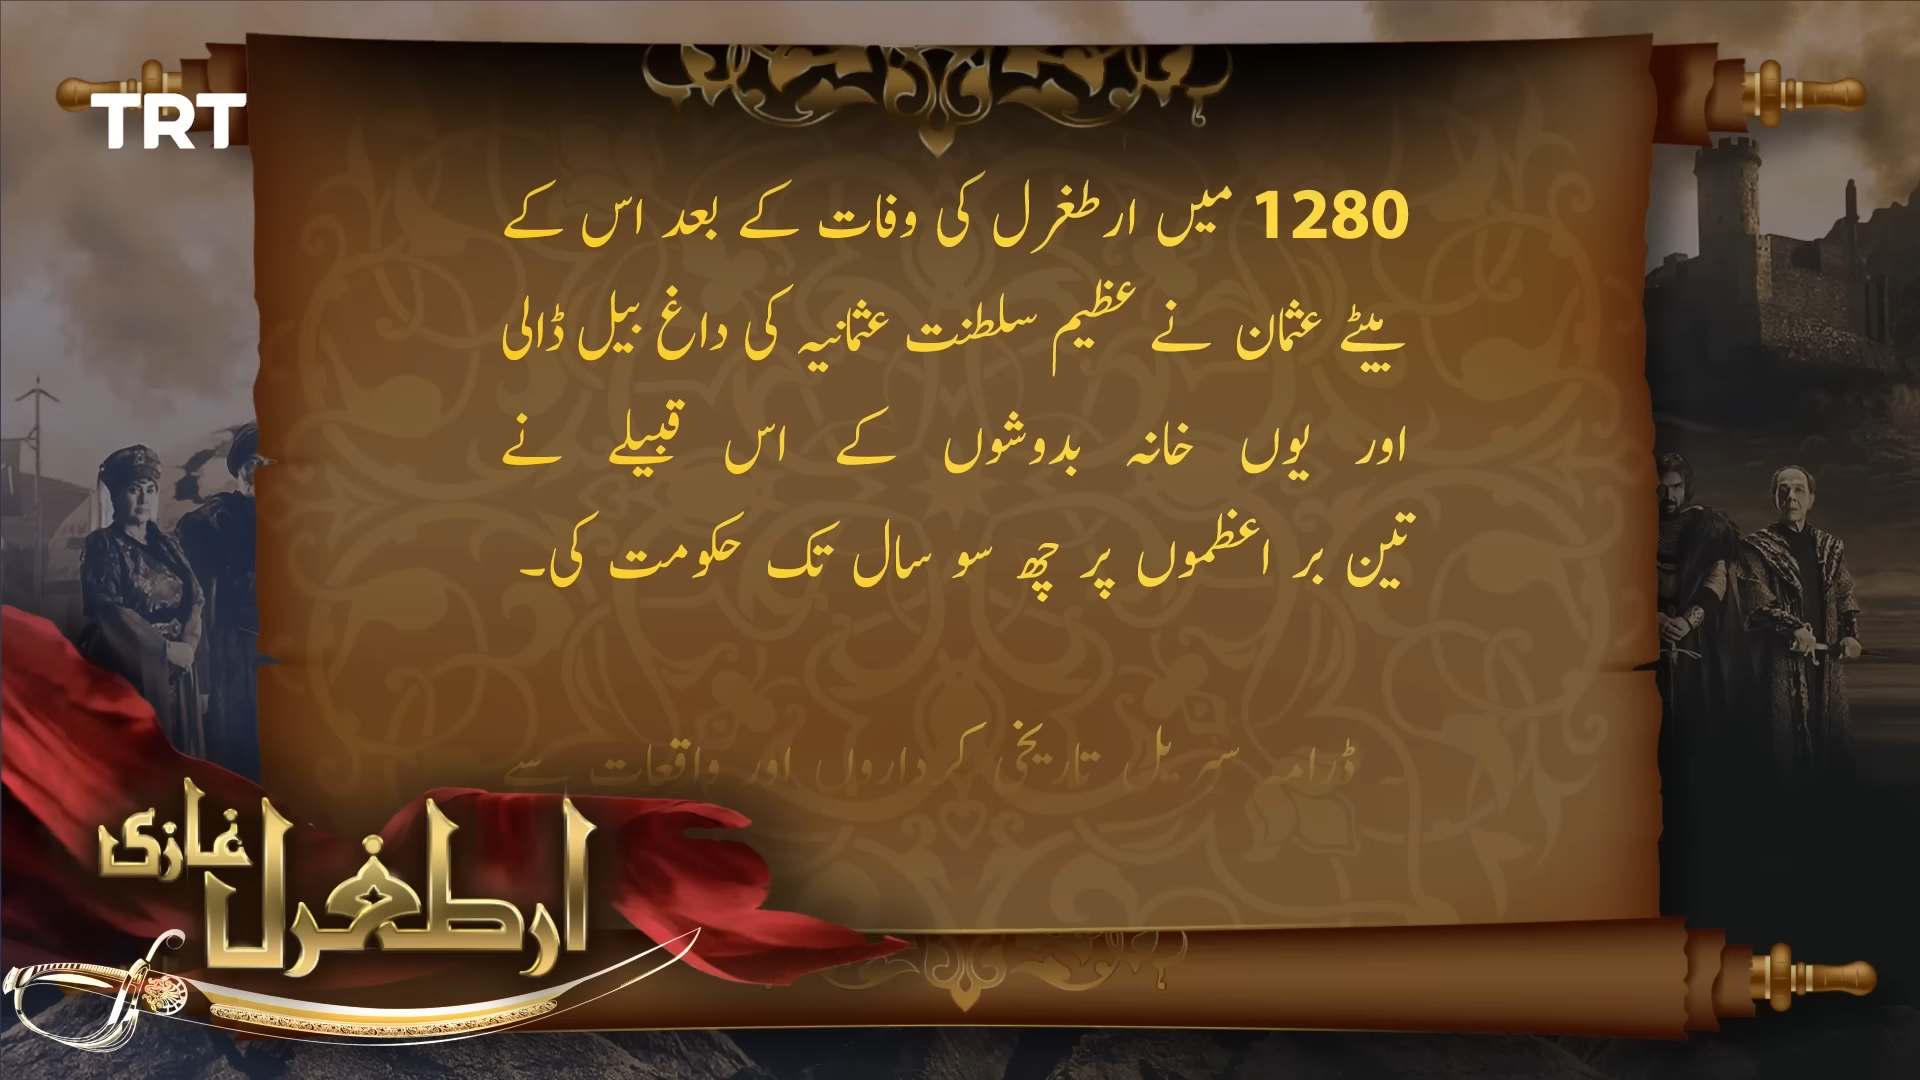 TRT
1280 میں ارطغرل کی وفات کے بعد اس کے
بیٹے عثمان نے عظیم سلطنت عثمانیہ کی داغ بیل ڈالی
اور یوں خانہ بدوشوں کے اس قبیلے نے
تین بر اعظموں پر چھ سو سال تک حکومت کی۔
ڈرامہ سیریل تاریخی کرداروں اور واقعات سے
ارطغرل غازی